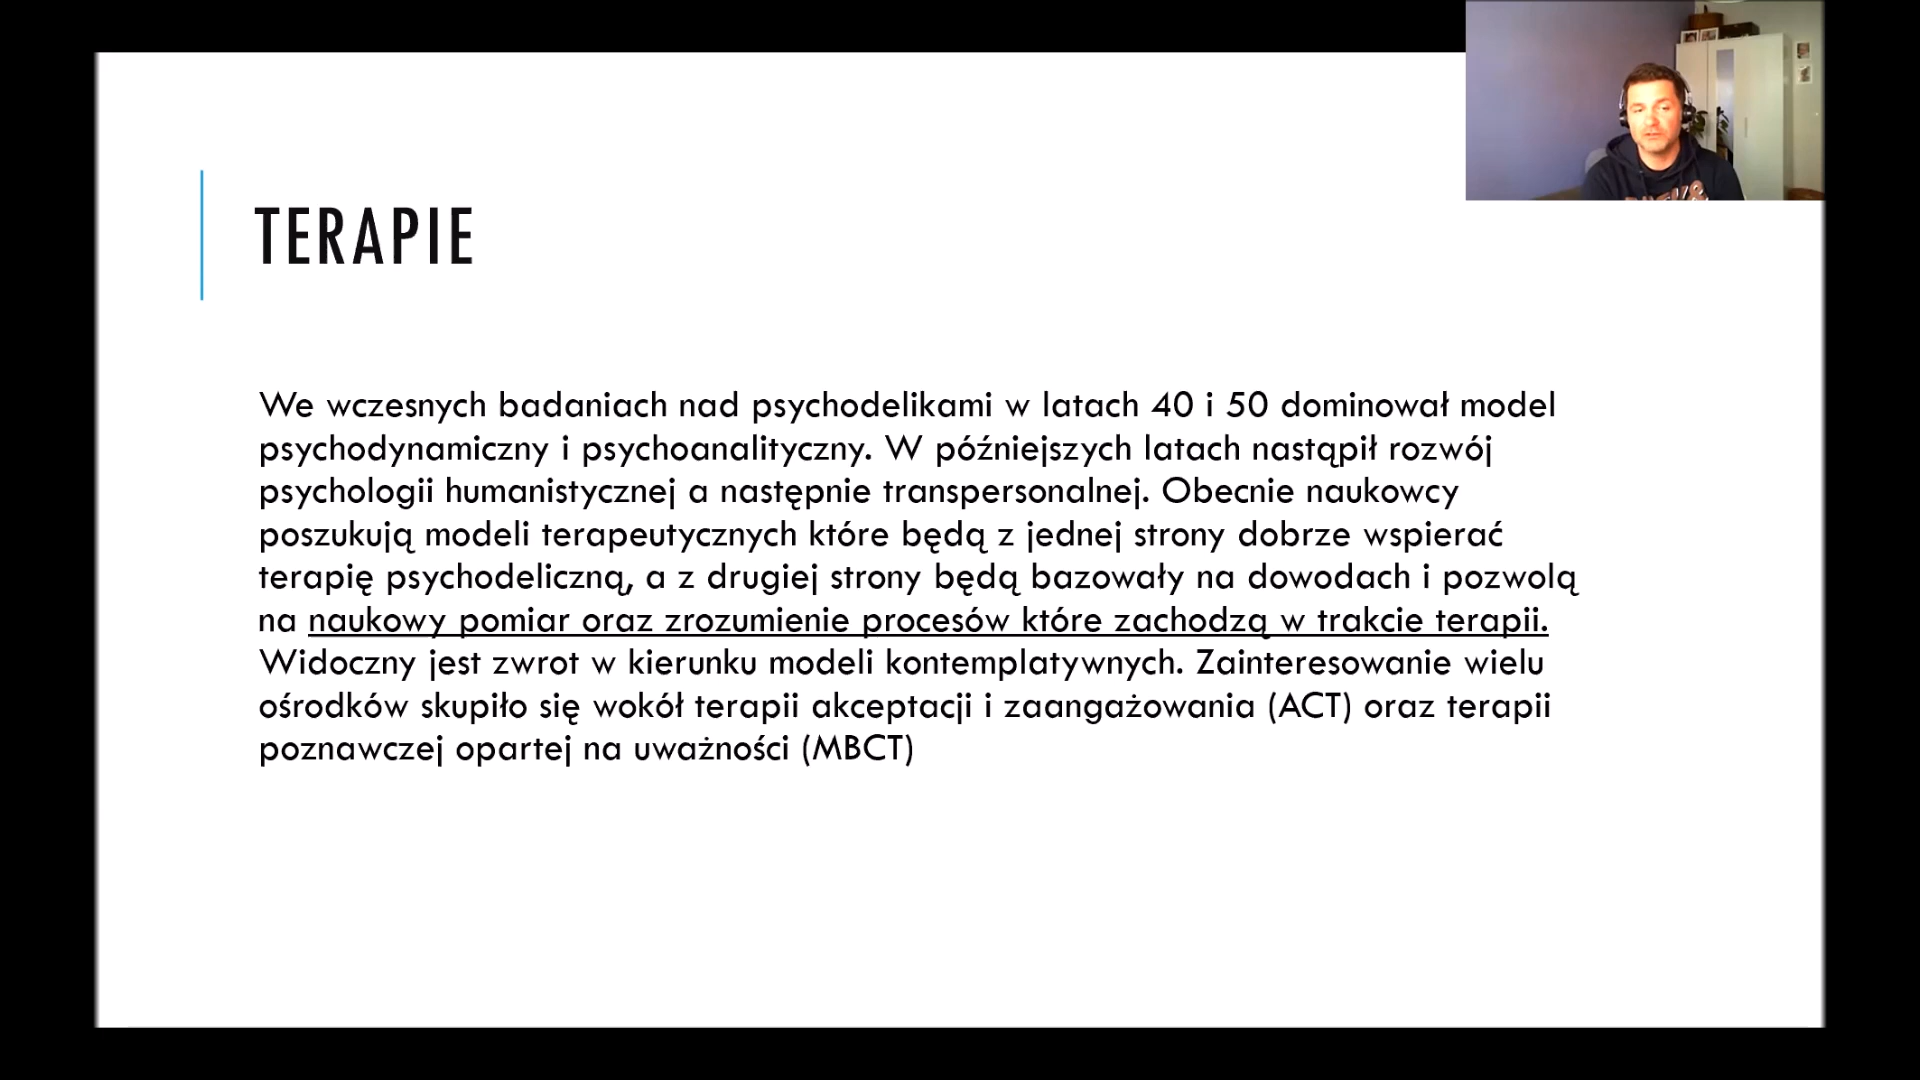 TERAPIE
We wczesnych badaniach nad psychodelikami w latach 40 i 50 dominował model
psychodynamiczny i psychoanalityczny. W późniejszych latach nastąpił rozwój
psychologii humanistycznej a następnie transpersonalnej. Obecnie naukowcy
poszukują modeli terapeutycznych które będą z jednej strony dobrze wspierać
terapię psychodeliczną, a z drugiej strony będą bazowały na dowodach i pozwolą
na naukowy pomiar oraz zrozumienie procesów które zachodzą w trakcie terapii.
Widoczny jest zwrot w kierunku modeli kontemplatywnych. Zainteresowanie wielu
ośrodków skupiło się wokół terapii akceptacji i zaangażowania (ACT) oraz terapii
poznawczej opartej na uważności (MBCT)